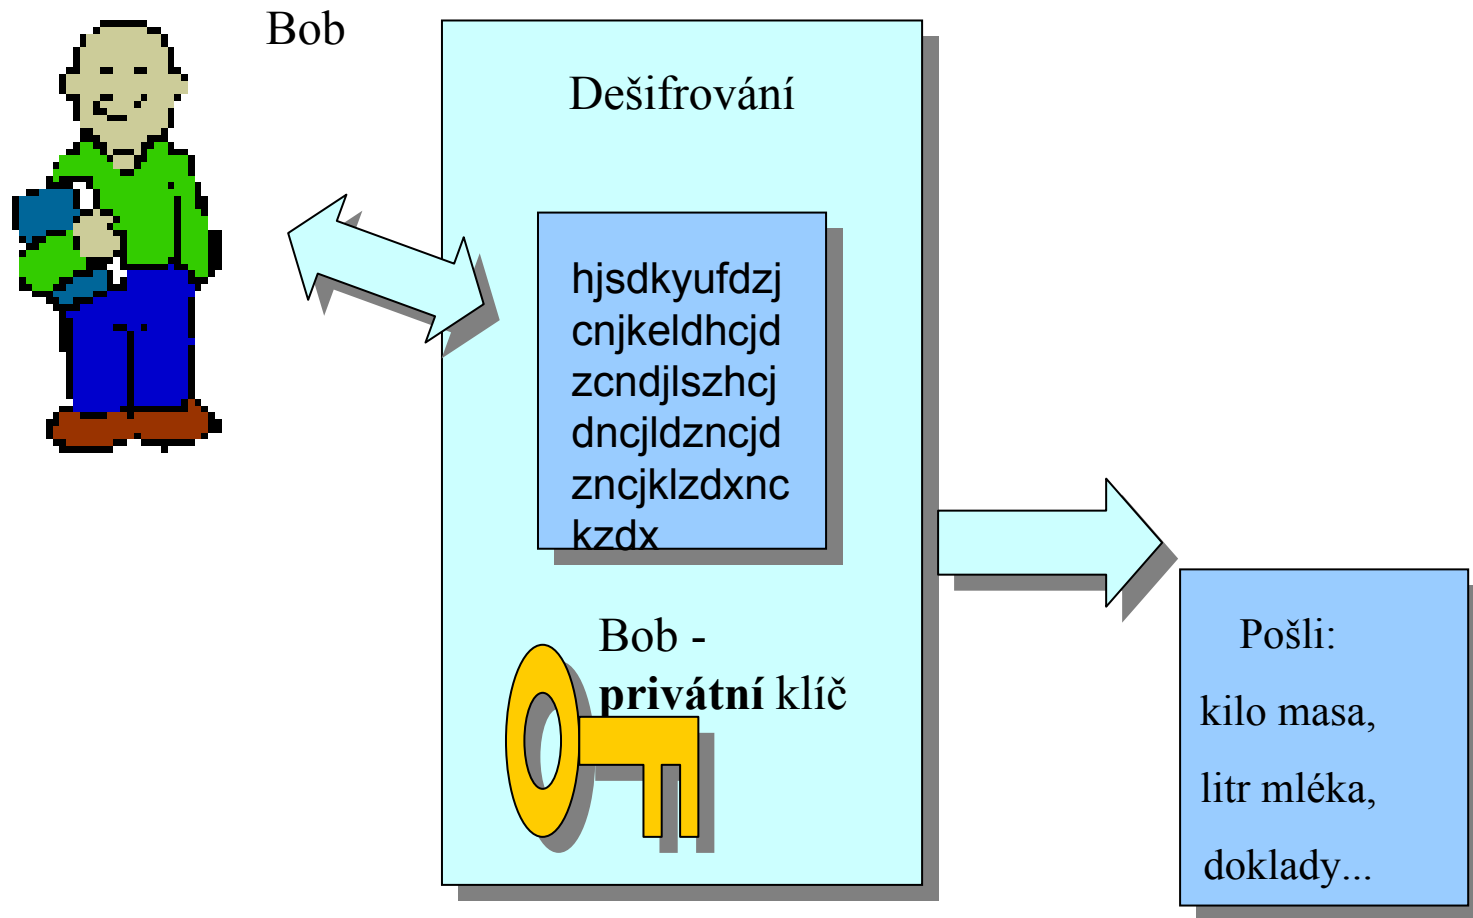 Bob
Dešifrování
hjsdkyufdzj
cnjkeldhcjd
zcndjlszhcj
dncjldzncjd
zncjklzdxnc
kzdx
Bob -
privátní klíč
Pošli:
kilo masa,
litr mléka,
doklady...